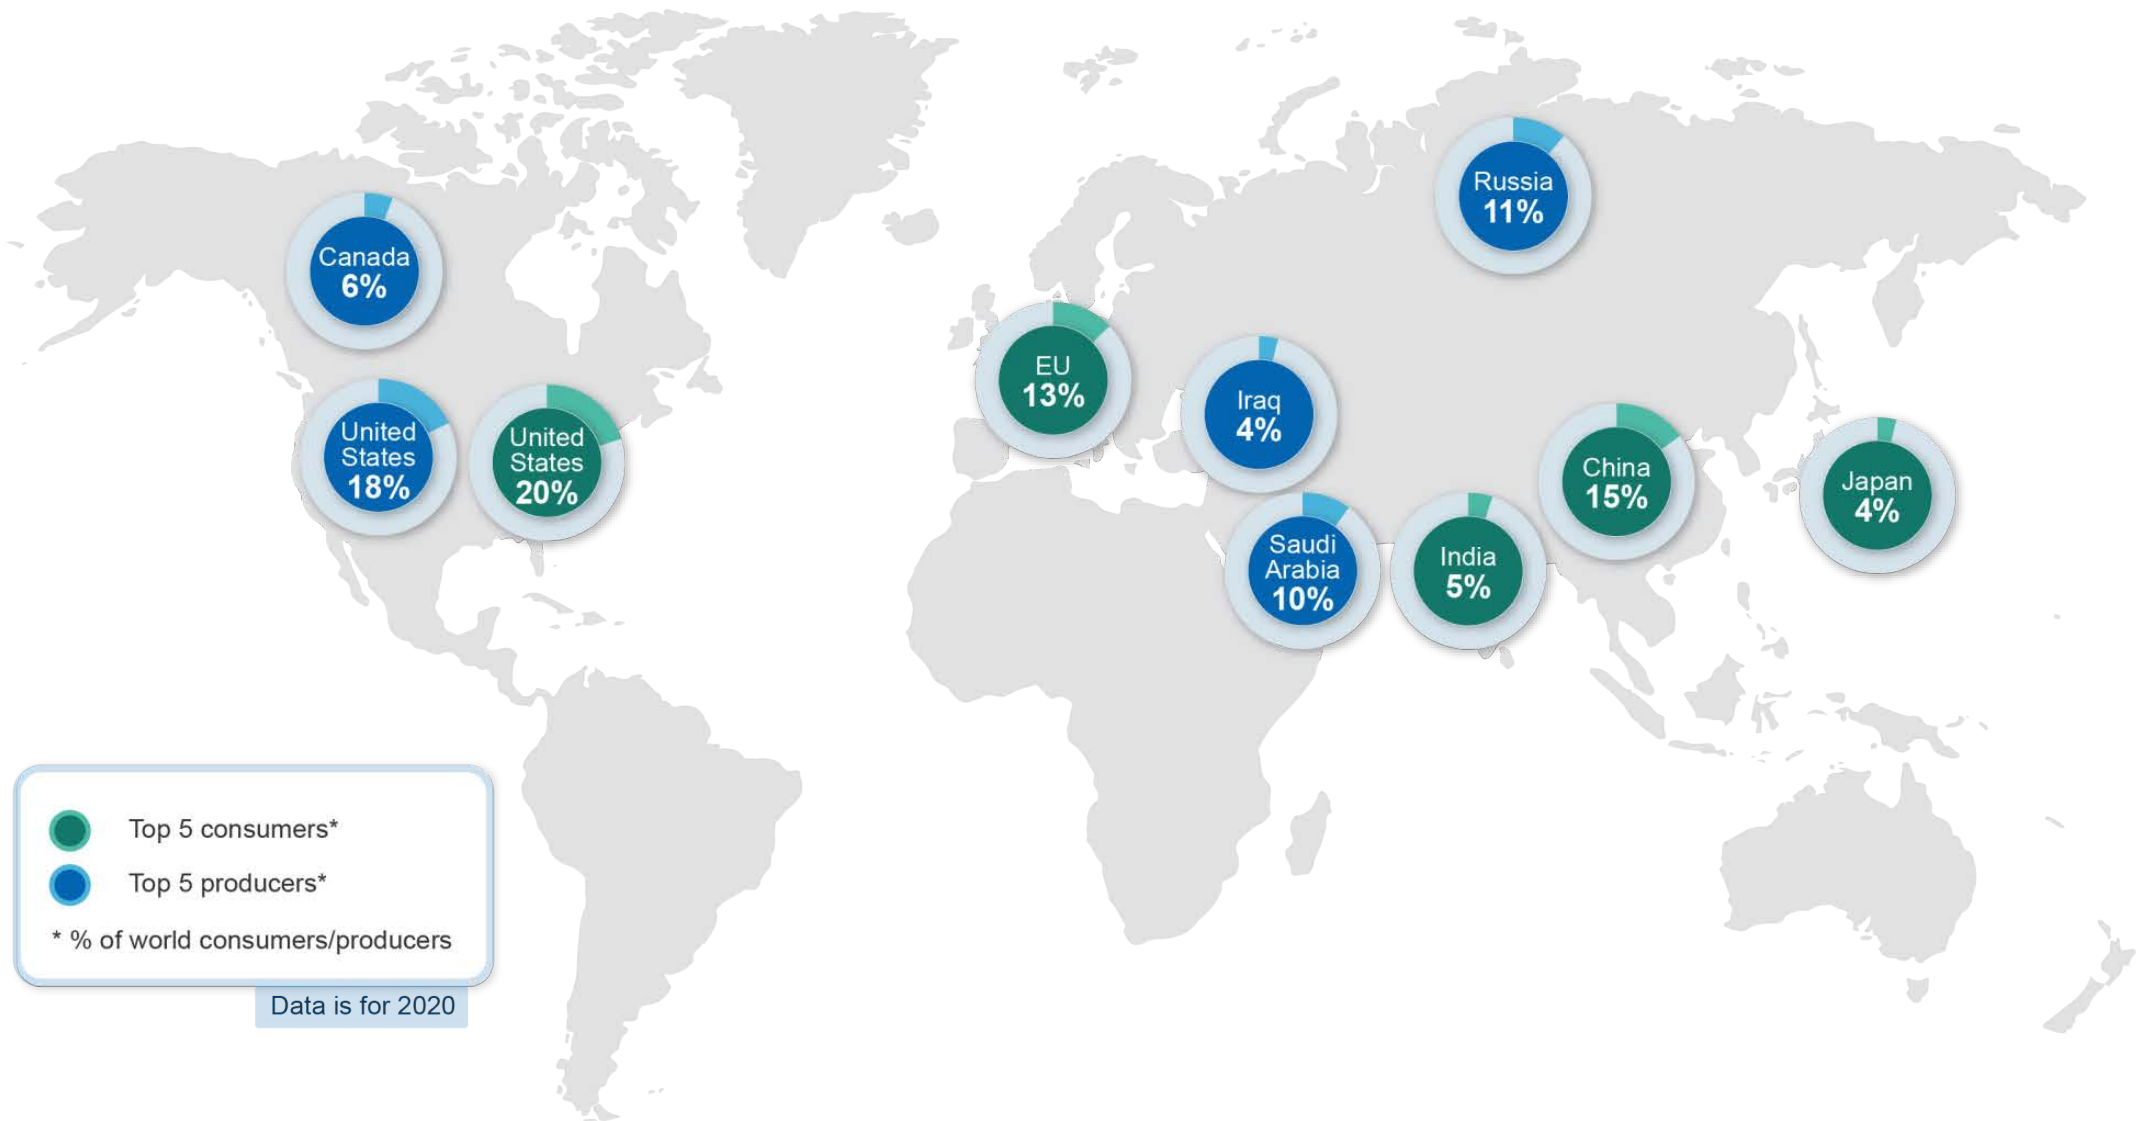 Russia
11%
Canada
6%
EU
13%
Iraq
4%
United
States
18%
United
States
20%
China
15%
Japan
4%
Saudi
Arabia
10%
India
5%
Top 5 consumers*
Top 5 producers*
* % of world consumers/producers
Data is for 2020